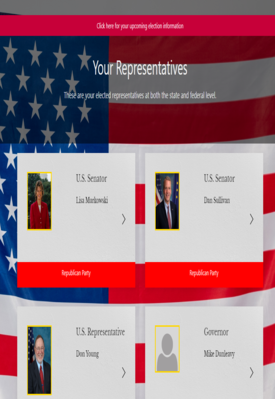 Click here for your upcoming election information
Your Representatives
These are your elected representatives at both the state and federal level.
U.S. Senator
Lisa Murkowski
Republican Party
U.S. Senator
Dan Sullivan
Republican Party
U.S. Representative
Don Young
Governor
Mike Dunleavy